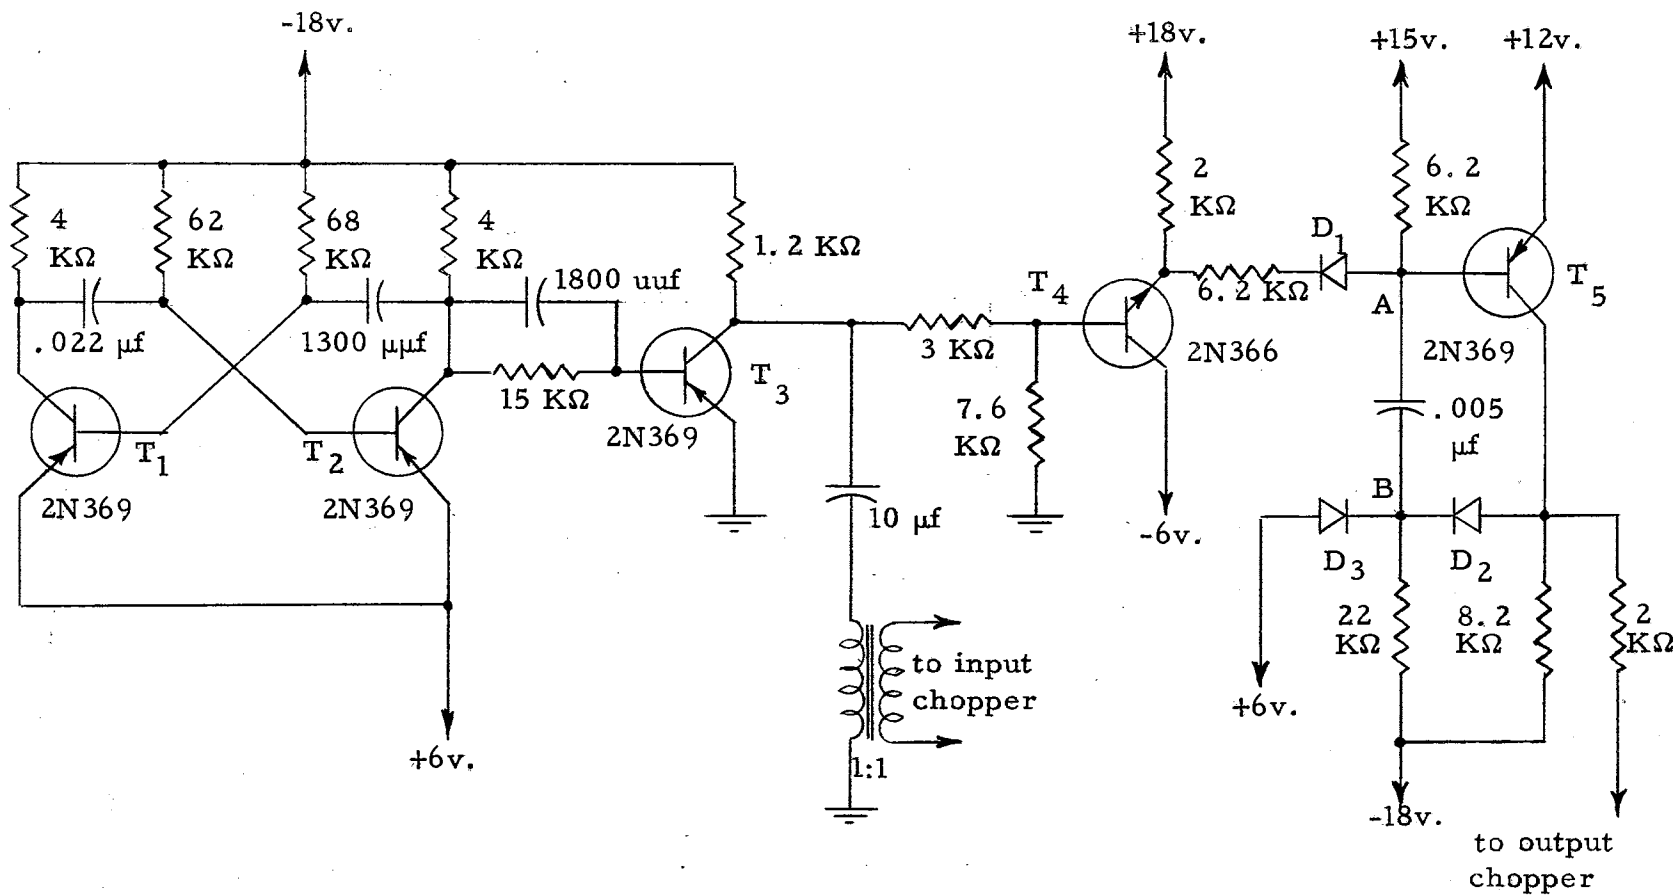 -18v.
+18v.
+15v.
+12v.
4
KΩ
62
KΩ
68
KΩ
4
KΩ
1.2 KΩ
2
KΩ
6.2
KΩ
D1
1800 uuf
.022 µf
1300 µµf
15 KΩ
T1
2N369
T2
2N369
T3
2N369
3 KΩ
7.6
KΩ
T4
2N366
6.2 KΩ
A
T5
2N369
.005
µf
B
10 µf
-6v.
D3
D2
22
KΩ
8.2
KΩ
2
KΩ
to input
chopper
1:1
+6v.
+6v.
-18v.
to output
chopper